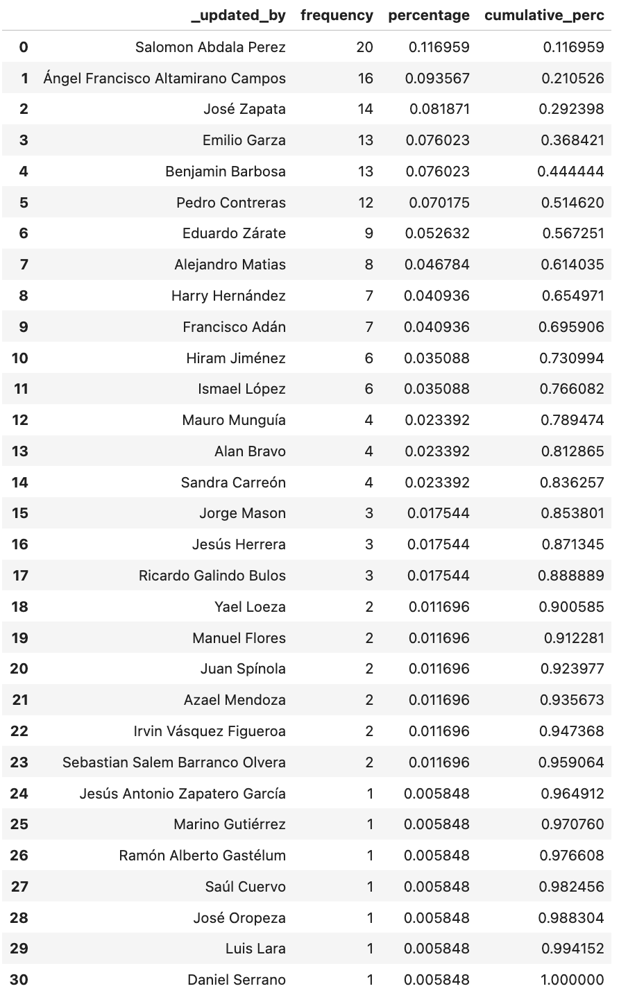 _updated_by frequency percentage cumulative_perc
0 Salomon Abdala Perez 20 0.116959 0.116959
1 Ángel Francisco Altamirano Campos 16 0.093567 0.210526
2 José Zapata 14 0.081871 0.292398
3 Emilio Garza 13 0.076023 0.368421
4 Benjamin Barbosa 13 0.076023 0.444444
5 Pedro Contreras 12 0.070175 0.514620
6 Eduardo Zárate 9 0.052632 0.567251
7 Alejandro Matias 8 0.046784 0.614035
8 Harry Hernández 7 0.040936 0.654971
9 Francisco Adán 7 0.040936 0.695906
10 Hiram Jiménez 6 0.035088 0.730994
11 Ismael López 6 0.035088 0.766082
12 Mauro Munguía 4 0.023392 0.789474
13 Alan Bravo 4 0.023392 0.812865
14 Sandra Carreón 4 0.023392 0.836257
15 Jorge Mason 3 0.017544 0.853801
16 Jesús Herrera 3 0.017544 0.871345
17 Ricardo Galindo Bulos 3 0.017544 0.888889
18 Yael Loeza 2 0.011696 0.900585
19 Manuel Flores 2 0.011696 0.912281
20 Juan Spínola 2 0.011696 0.923977
21 Azael Mendoza 2 0.011696 0.935673
22 Irvin Vásquez Figueroa 2 0.011696 0.947368
23 Sebastian Salem Barranco Olvera 2 0.011696 0.959064
24 Jesús Antonio Zapatero García 1 0.005848 0.964912
25 Marino Gutiérrez 1 0.005848 0.970760
26 Ramón Alberto Gastélum 1 0.005848 0.976608
27 Saúl Cuervo 1 0.005848 0.982456
28 José Oropeza 1 0.005848 0.988304
29 Luis Lara 1 0.005848 0.994152
30 Daniel Serrano 1 0.005848 1.000000